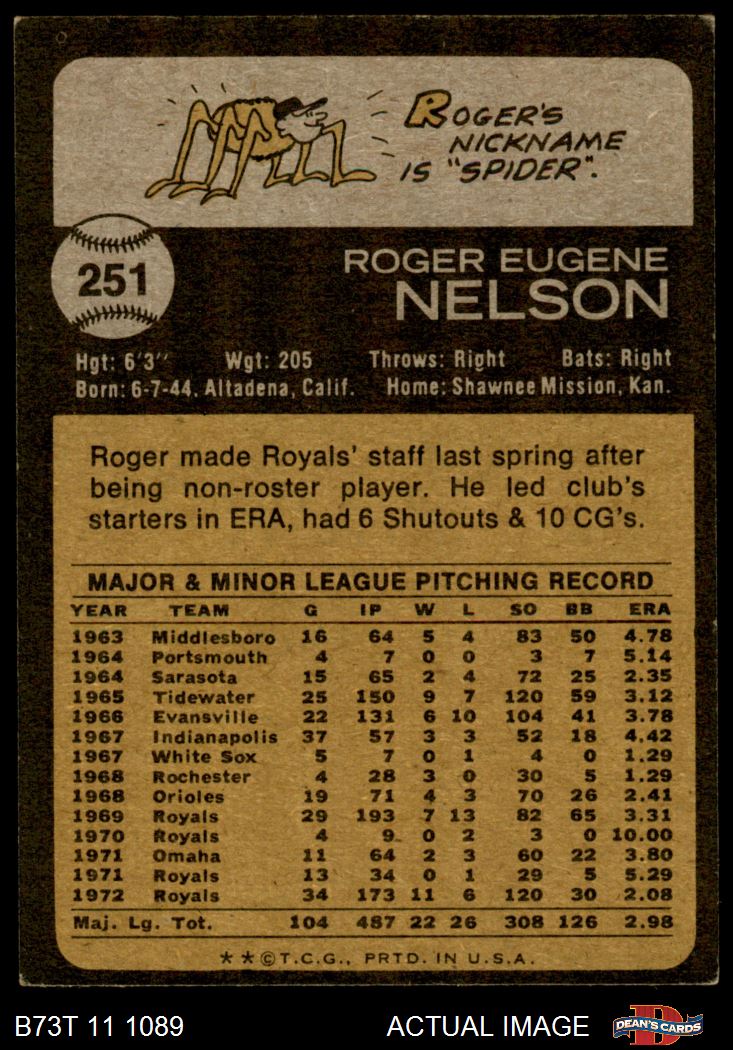 ROGER'S
NICKNAME
IS "SPIDER".
251
ROGER EUGENE
NELSON
Hgt: 6'3" Wgt: 205 Throws: Right Bats: Right
Born: 6-7-44, Altadena, Calif. Home: Shawnee Mission, Kan.
Roger made Royals' staff last spring after
being non-roster player. He led club's
starters in ERA, had 6 Shutouts & 10 CG's.
MAJOR & MINOR LEAGUE PITCHING RECORD
YEAR TEAM G IP W L SO BB ERA
1963 Middlesboro 16 64 5 4 83 50 4.78
1964 Portsmouth 4 7 0 0 3 7 5.14
1964 Sarasota 15 65 2 4 72 25 2.35
1965 Tidewater 25 150 9 7 120 59 3.12
1966 Evansville 22 131 6 10 104 41 3.78
1967 Indianapolis 37 57 3 3 52 18 4.42
1967 White Sox 5 7 0 1 4 0 1.29
1968 Rochester 4 28 3 0 30 5 1.29
1968 Orioles 19 71 4 3 70 26 2.41
1969 Royals 29 193 7 13 82 65 3.31
1970 Royals 4 9 0 2 3 0 10.00
1971 Omaha 11 64 2 3 60 22 3.80
1971 Royals 13 34 0 1 29 5 5.29
1972 Royals 34 173 11 6 120 30 2.08
Maj. Lg. Tot. 104 487 22 26 308 126 2.98
★★©T.C.G., PRTD. IN U.S.A.
B73T 11 1089 ACTUAL IMAGE D DEAN'S CARDS